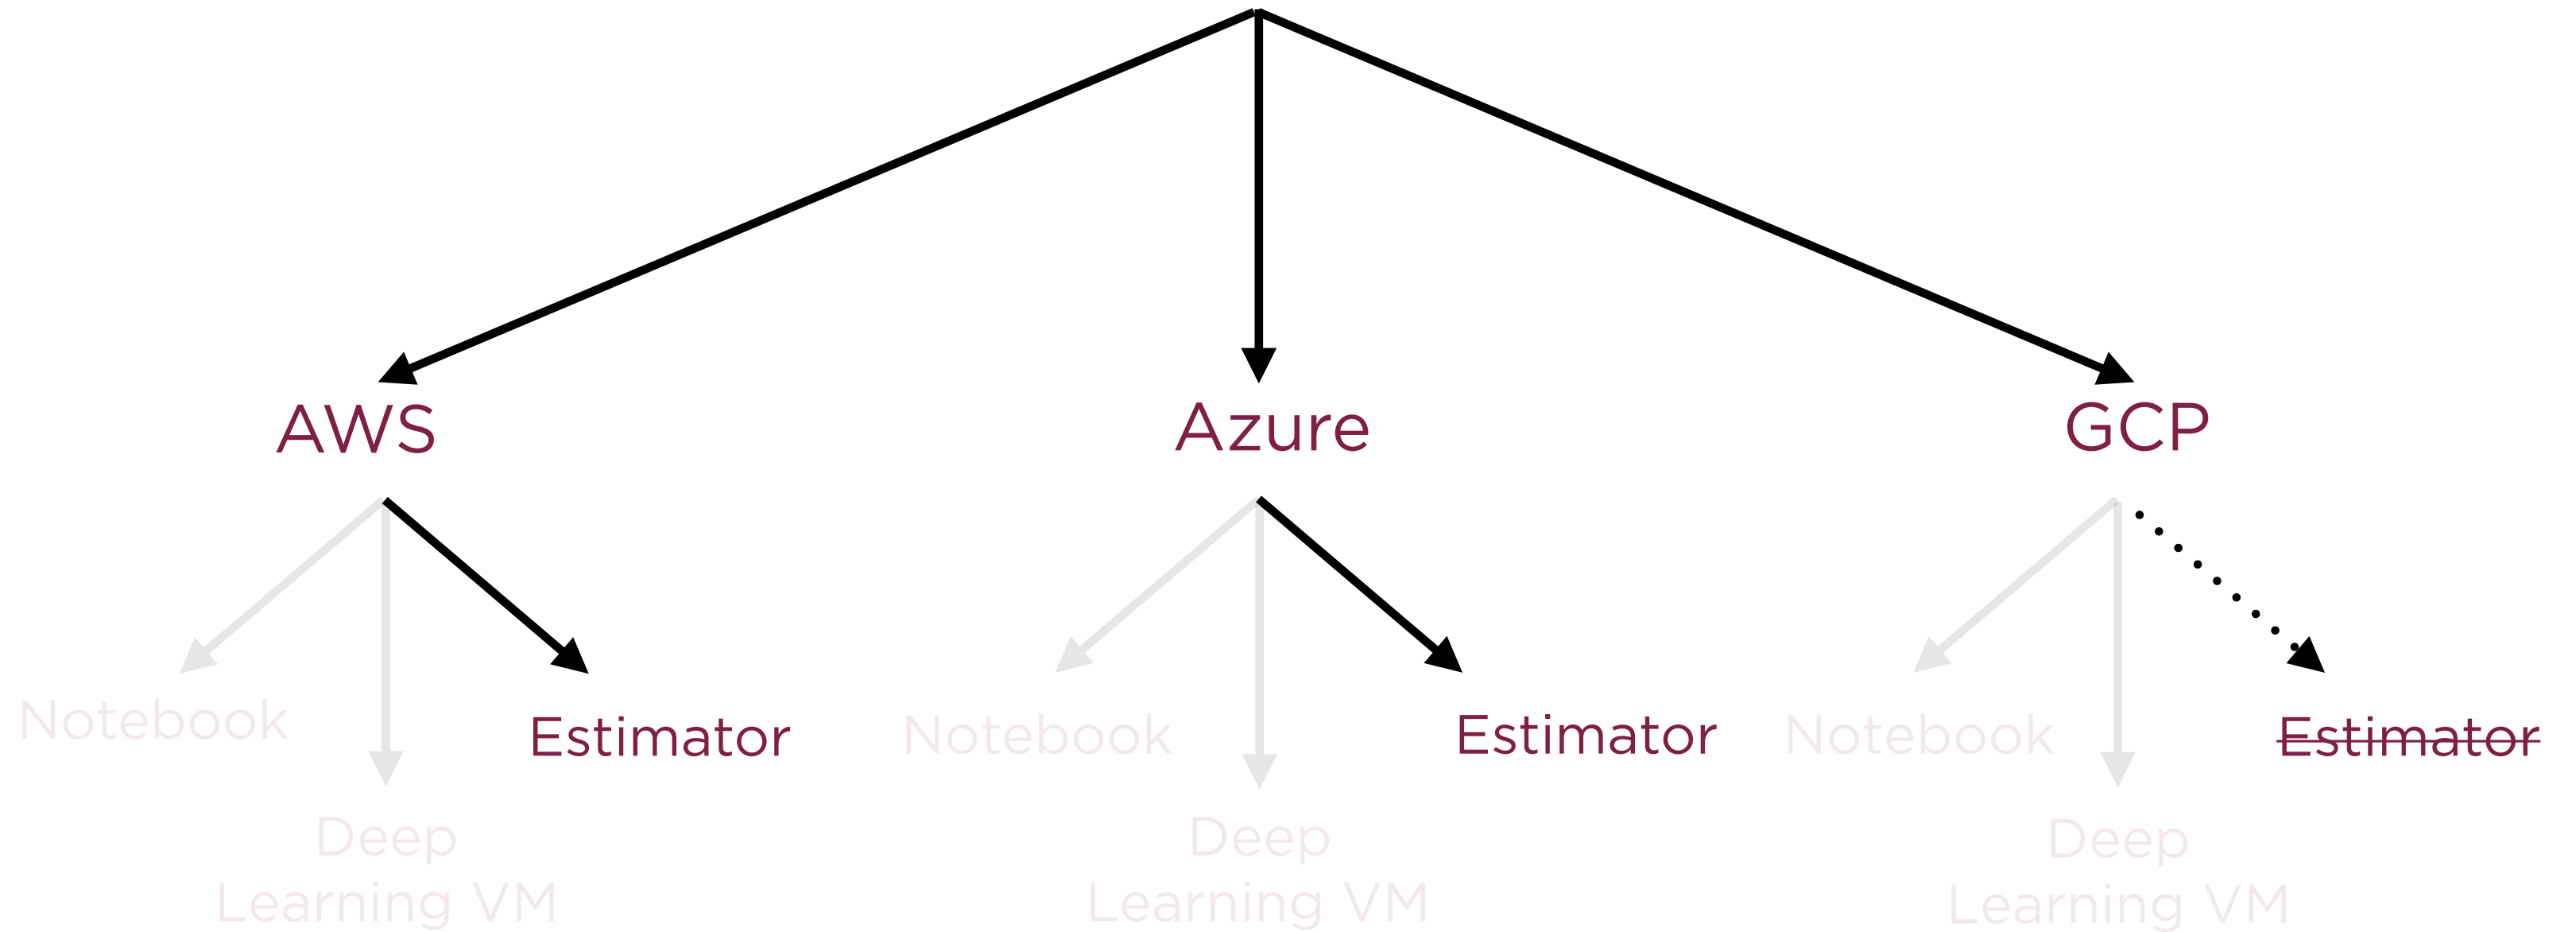 AWS
Azure
GCP
Notebook
Estimator
Notebook
Estimator
Notebook
Estimator
Deep
Learning VM
Deep
Learning VM
Deep
Learning VM